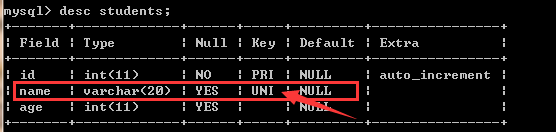 mysql> desc students;
+-------+-------------+------+-----+---------+----------------+
| Field | Type        | Null | Key | Default | Extra          |
+-------+-------------+------+-----+---------+----------------+
| id    | int(11)     | NO   | PRI | NULL    | auto_increment |
| name  | varchar(20) | YES  | UNI | NULL    |                |
| age   | int(11)     | YES  |     | NULL    |                |